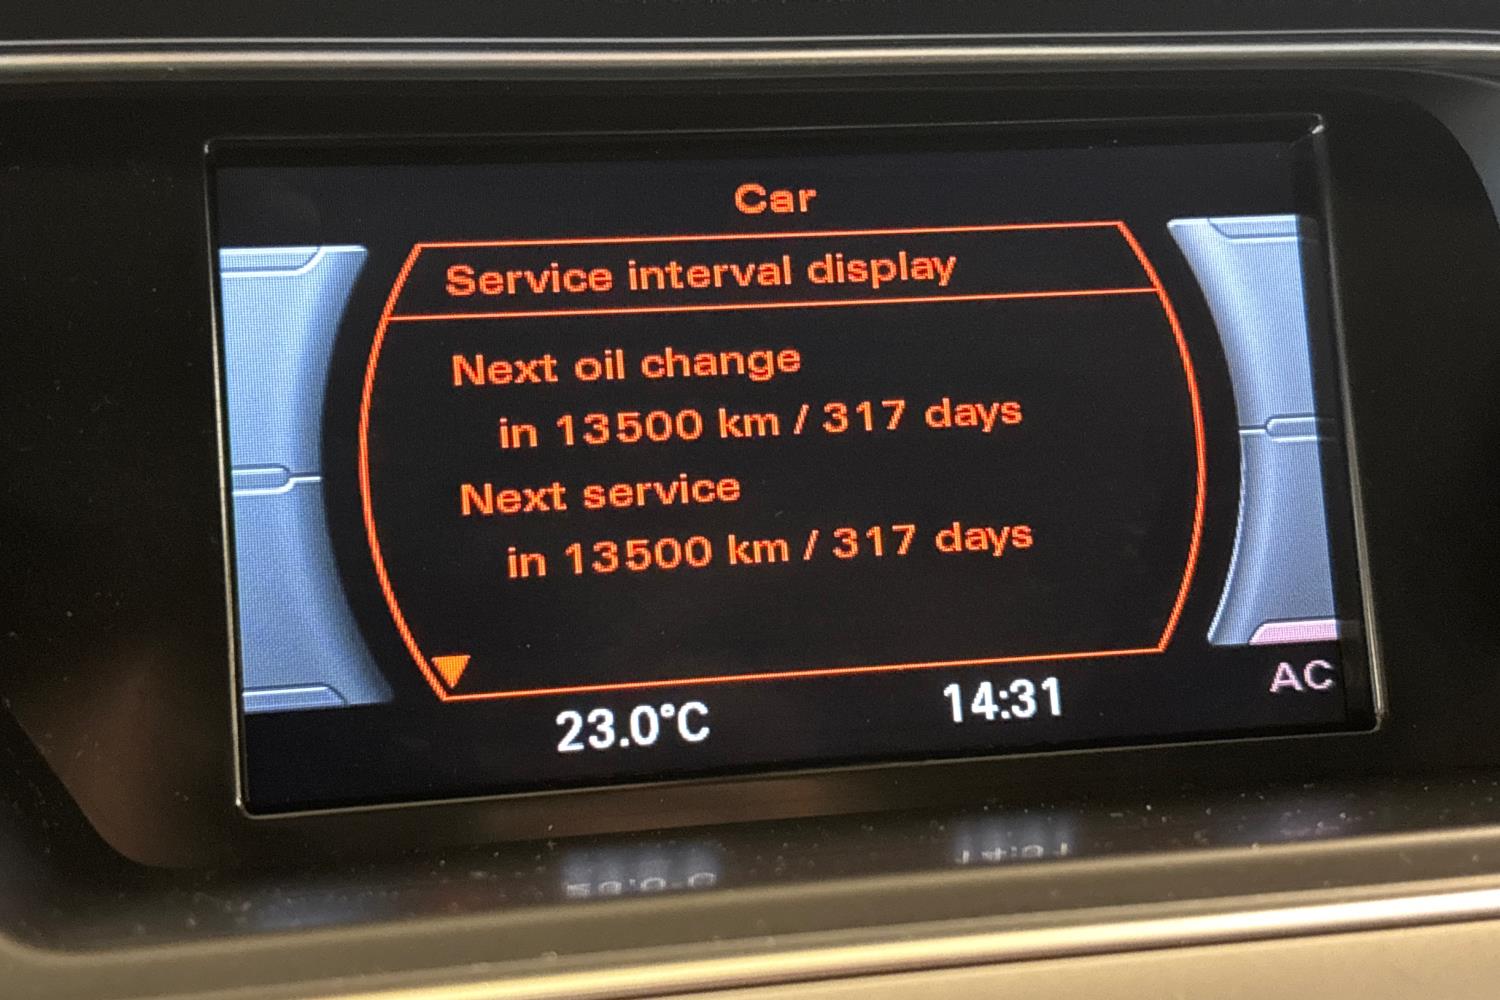 Car
Service interval display
Next oil change
in 13500 km / 317 days
Next service
in 13500 km / 317 days
23.0°C
14:31
AC